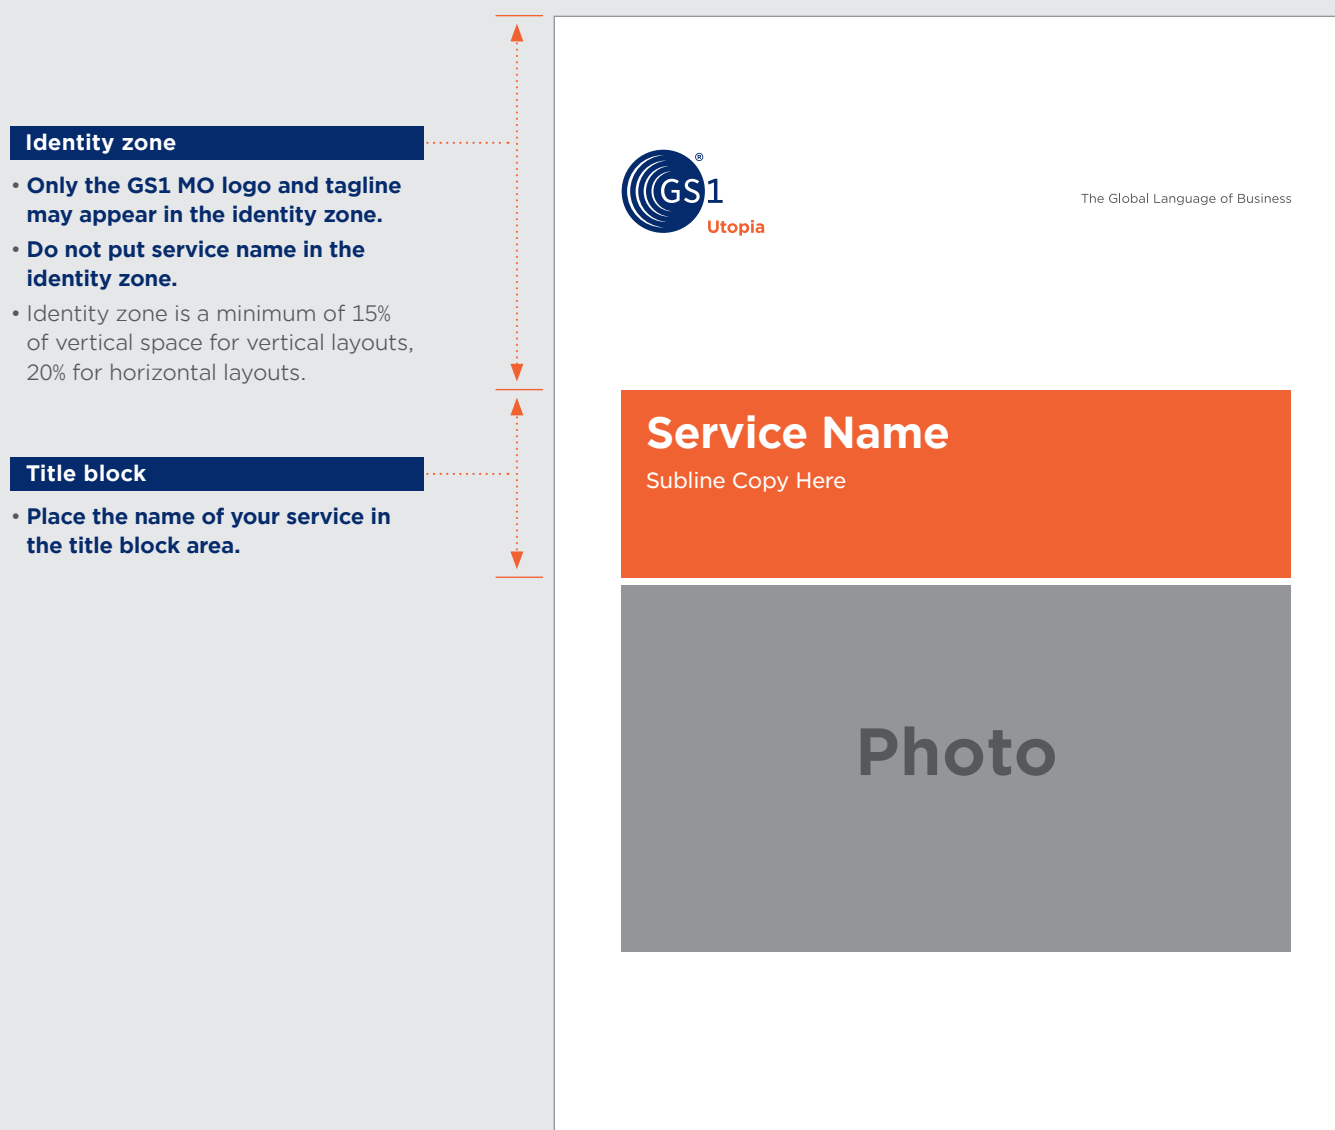 Identity zone
• Only the GS1 MO logo and tagline
may appear in the identity zone.
• Do not put service name in the
identity zone.
• Identity zone is a minimum of 15%
of vertical space for vertical layouts,
20% for horizontal layouts.
Title block
• Place the name of your service in
the title block area.
GS1®
Utopia
The Global Language of Business
Service Name
Subline Copy Here
Photo